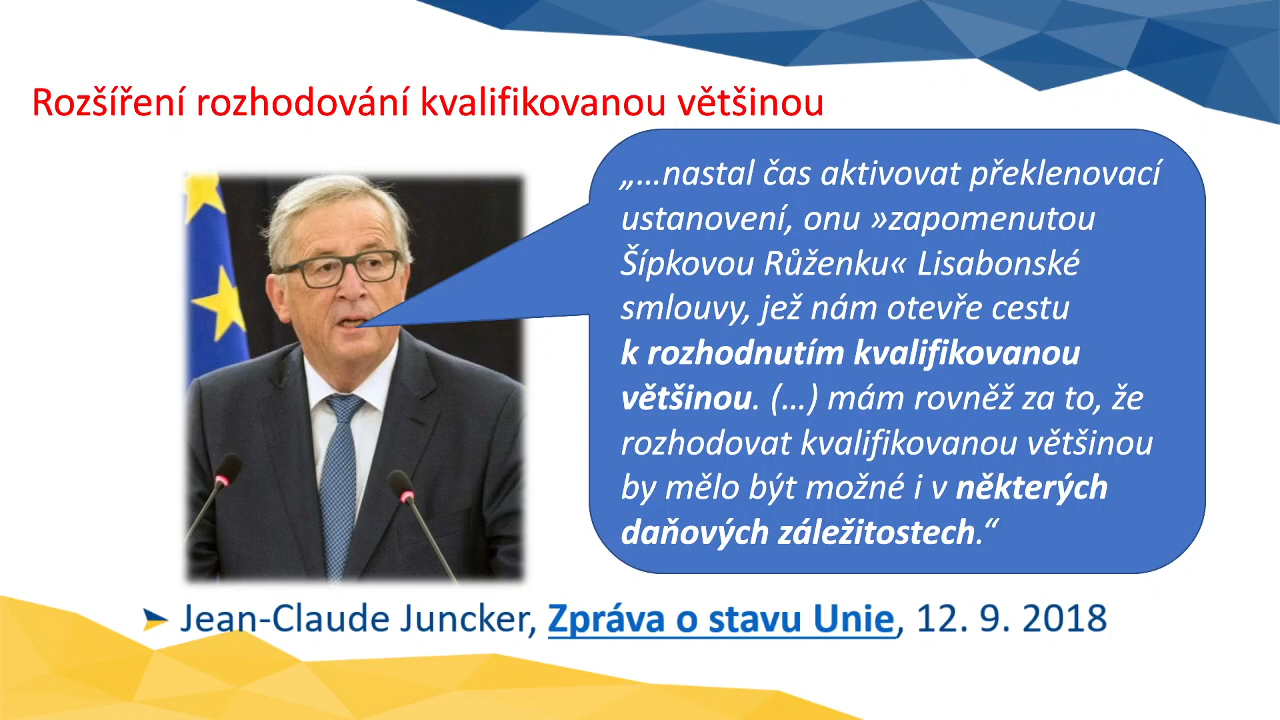 Rozšíření rozhodování kvalifikovanou většinou
„…nastal čas aktivovat překlenovací
ustanovení, onu »zapomenutou
Šípkovou Růženku« Lisabonské
smlouvy, jež nám otevře cestu
k rozhodnutím kvalifikovanou
většinou. (…) mám rovněž za to, že
rozhodovat kvalifikovanou většinou
by mělo být možné i v některých
daňových záležitostech.“
Jean-Claude Juncker, Zpráva o stavu Unie, 12. 9. 2018